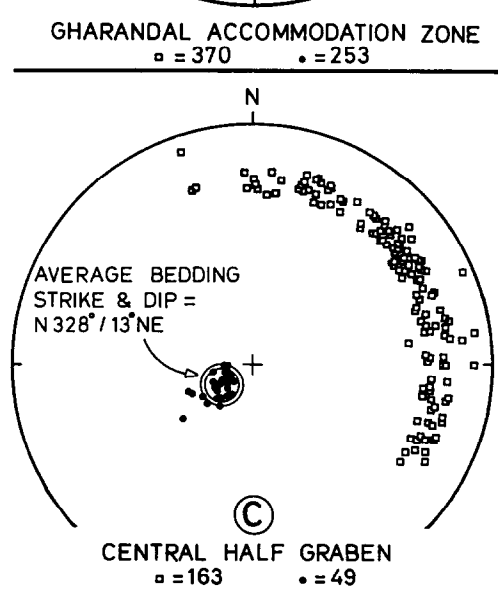 GHARANDAL ACCOMMODATION ZONE
▫ = 370 • = 253
N
AVERAGE BEDDING
STRIKE & DIP =
N 328° / 13° NE
C
CENTRAL HALF GRABEN
▫ = 163 • = 49